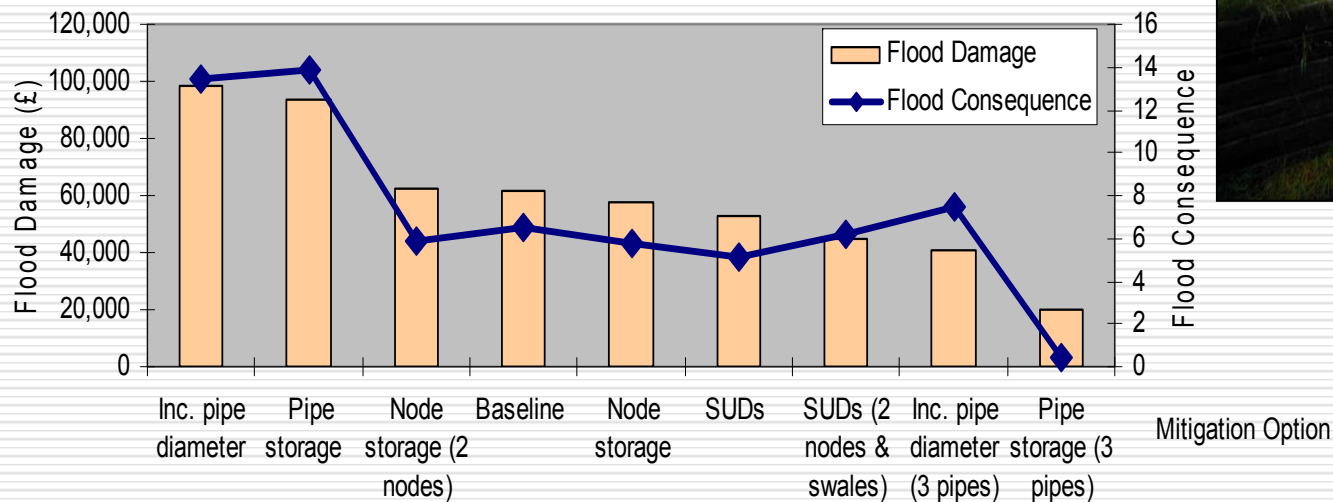 120,000
100,000
80,000
60,000
40,000
20,000
0
Flood Damage (£)
Flood Damage
Flood Consequence
16
14
12
10
8
6
4
2
0
Flood Consequence
Inc. pipe
diameter
Pipe
storage
Node
storage (2
nodes)
Baseline
Node
storage
SUDs
SUDs (2
nodes &
swales)
Inc. pipe
diameter
(3 pipes)
Pipe
storage (3
pipes)
Mitigation Option